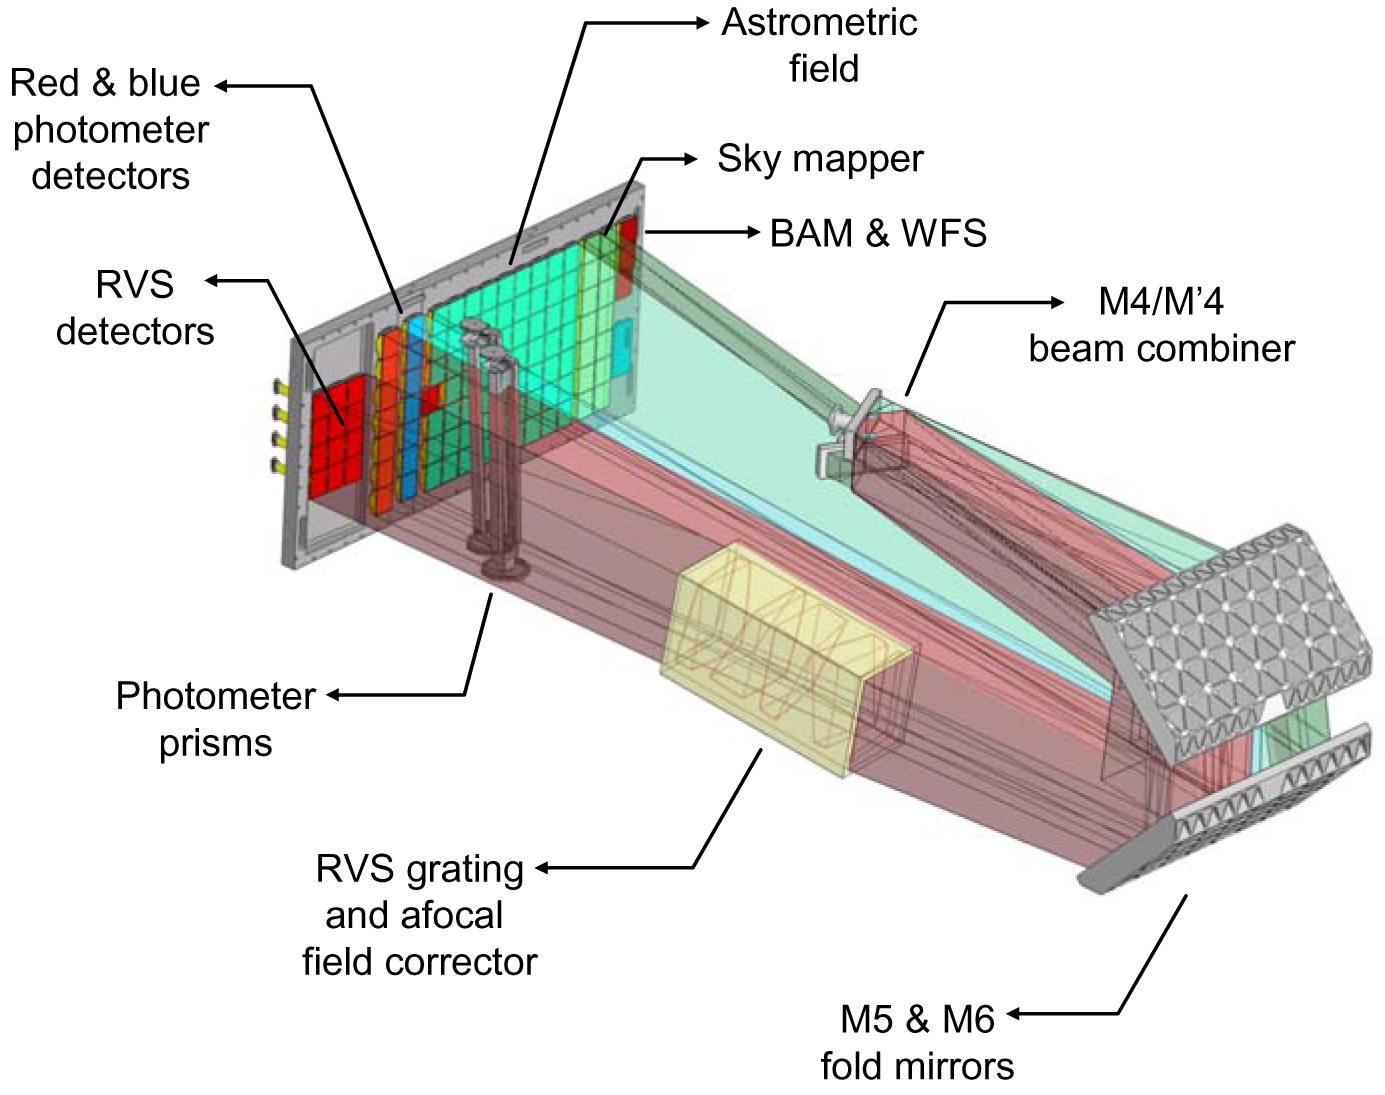 Astrometric
field
Red & blue
photometer
detectors
Sky mapper
BAM & WFS
RVS
detectors
M4/M’4
beam combiner
Photometer
prisms
RVS grating
and afocal
field corrector
M5 & M6
fold mirrors